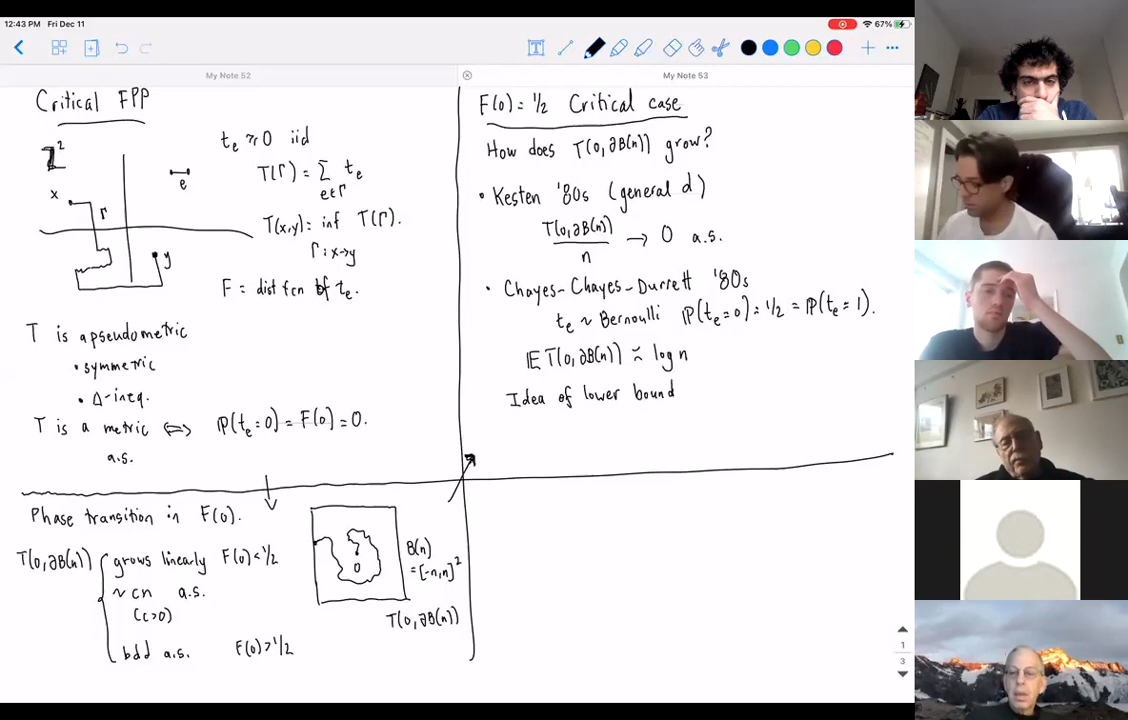 12:43 PM Fri Dec 11
67%
My Note 52
My Note 53
Critical FPP
ℤ²
x
Γ
y
e
t_e ≥ 0 iid
T(Γ) = Σ_{e∈Γ} t_e
T(x,y) = inf_{Γ: x→y} T(Γ).
F = dist fcn of t_e.
T is a pseudometric
• symmetric
• Δ-ineq.
T is a metric ⟺ ℙ(t_e=0) = F(0) = 0.
a.s.
Phase transition in F(0).
T(0,∂B(n)) { grows linearly F(0)<1/2
~ cn a.s.
(c>0)
bdd a.s. F(0)>1/2
0
B(n)
= [-n,n]²
T(0,∂B(n))
F(0) = 1/2 Critical case
How does T(0,∂B(n)) grow?
• Kesten '80s (general d)
T(0,∂B(n))/n → 0 a.s.
• Chayes-Chayes-Durrett '80s
t_e ~ Bernoulli ℙ(t_e=0) = 1/2 = ℙ(t_e=1).
𝔼T(0,∂B(n)) ≍ log n
Idea of lower bound
1
3